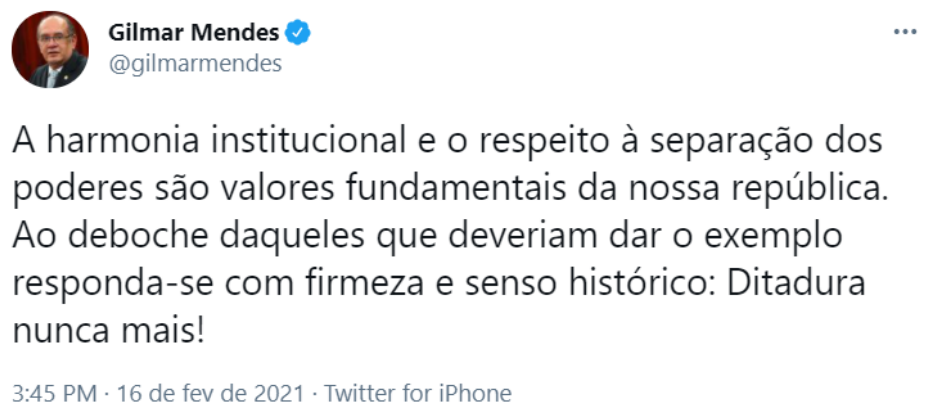 Gilmar Mendes
@gilmarmendes
A harmonia institucional e o respeito à separação dos
poderes são valores fundamentais da nossa república.
Ao deboche daqueles que deveriam dar o exemplo
responda-se com firmeza e senso histórico: Ditadura
nunca mais!
3:45 PM · 16 de fev de 2021 · Twitter for iPhone